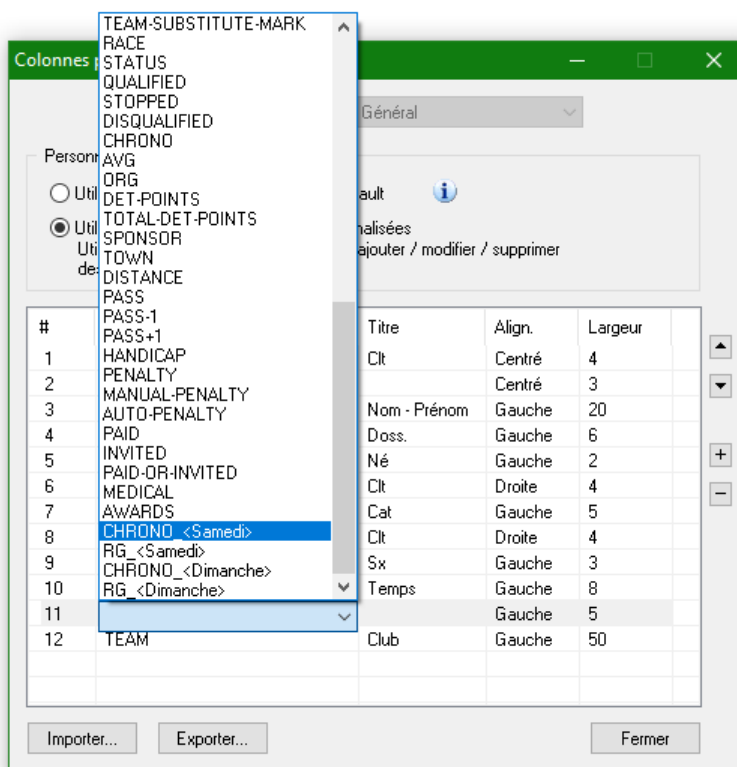 TEAM-SUBSTITUTE-MARK
RACE
STATUS
QUALIFIED
STOPPED
DISQUALIFIED
CHRONO
AVG
ORG
DET-POINTS
TOTAL-DET-POINTS
SPONSOR
TOWN
DISTANCE
PASS
PASS-1
PASS+1
HANDICAP
PENALTY
MANUAL-PENALTY
AUTO-PENALTY
PAID
INVITED
PAID-OR-INVITED
MEDICAL
AWARDS
CHRONO_<Samedi>
RG_<Samedi>
CHRONO_<Dimanche>
RG_<Dimanche>
Colonnes
Général
Person
Util ault
Util nalisées
Uti ajouter / modifier / supprimer
de
# Titre Align. Largeur
1 Clt Centré 4
2 Centré 3
3 Nom - Prénom Gauche 20
4 Doss. Gauche 6
5 Né Gauche 2
6 Clt Droite 4
7 Cat Gauche 5
8 Clt Droite 4
9 Sx Gauche 3
10 Temps Gauche 8
11 Gauche 5
12 TEAM Club Gauche 50
Importer... Exporter... Fermer